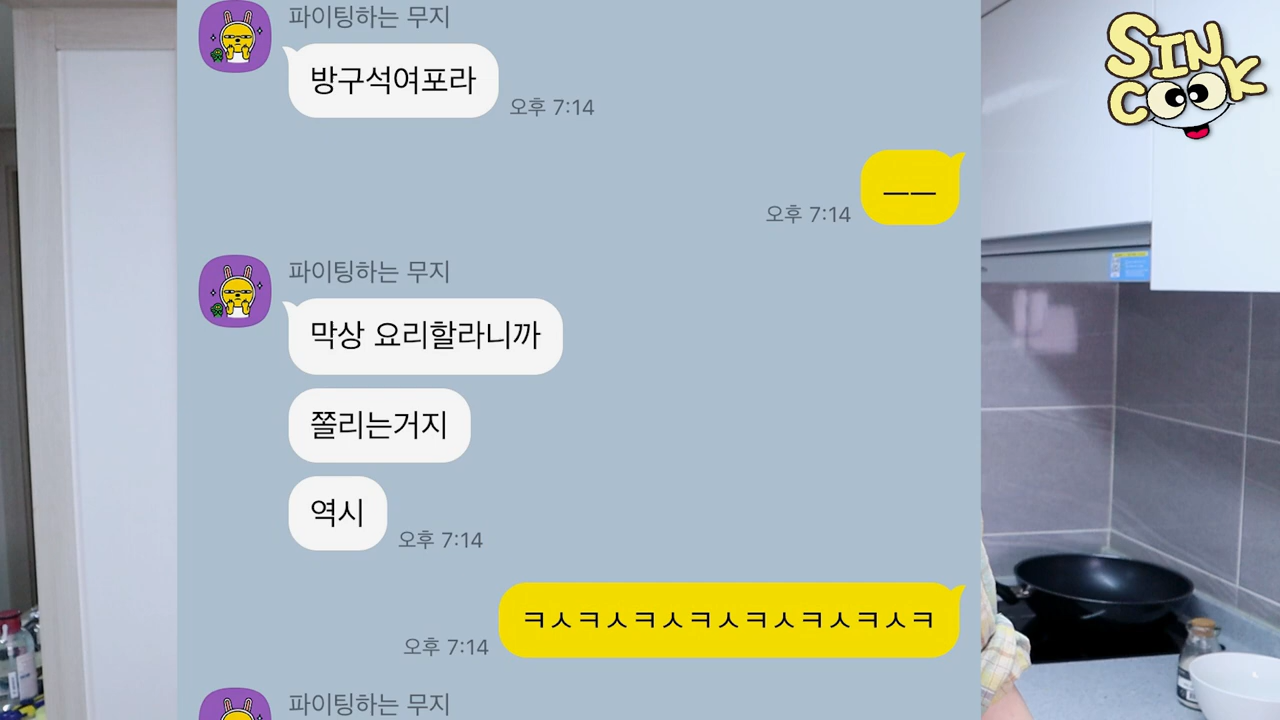 SIN
COOK
파이팅하는 무지
방구석여포라
오후 7:14
ㅡㅡ
오후 7:14
파이팅하는 무지
막상 요리할라니까
쫄리는거지
역시
오후 7:14
ㅋㅅㅋㅅㅋㅅㅋㅅㅋㅅㅋㅅㅋㅅㅋ
오후 7:14
파이팅하는 무지